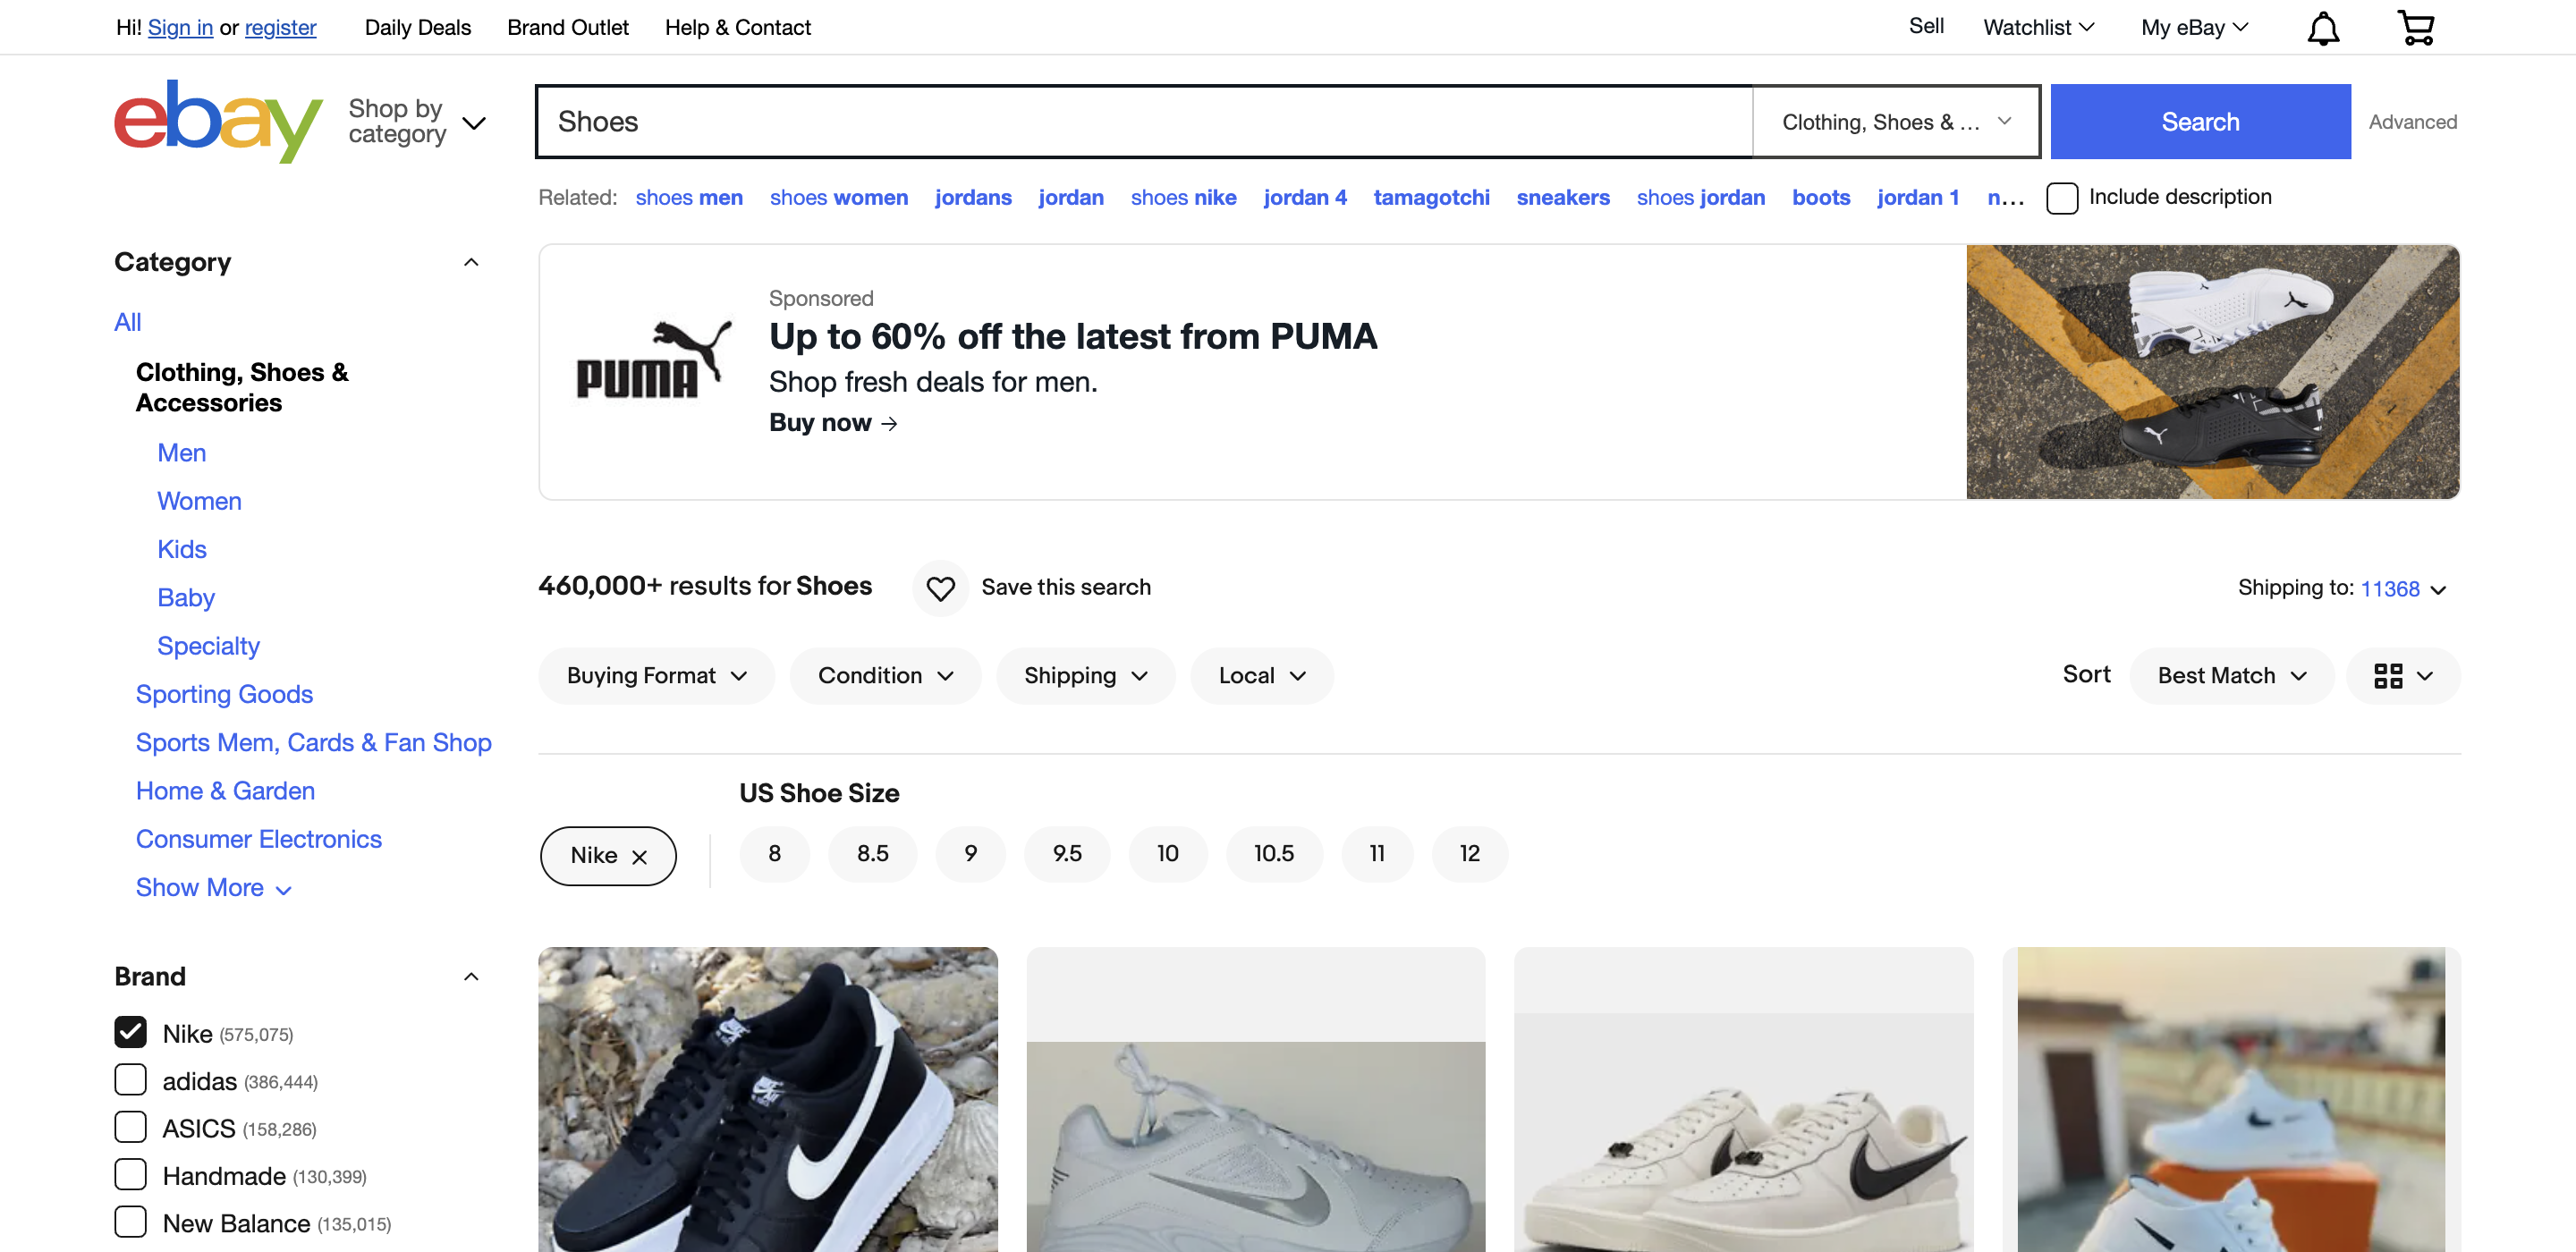 Hi! Sign in or register Daily Deals Brand Outlet Help & Contact Sell Watchlist My eBay
ebay Shop by category Shoes Clothing, Shoes & ... Search Advanced
Related: shoes men shoes women jordans jordan shoes nike jordan 4 tamagotchi sneakers shoes jordan boots jordan 1 n... Include description
Category
All
Clothing, Shoes &
Accessories
Men
Women
Kids
Baby
Specialty
Sporting Goods
Sports Mem, Cards & Fan Shop
Home & Garden
Consumer Electronics
Show More
Brand
Nike (575,075)
adidas (386,444)
ASICS (158,286)
Handmade (130,399)
New Balance (135,015)
PUMA
Sponsored
Up to 60% off the latest from PUMA
Shop fresh deals for men.
Buy now →
460,000+ results for Shoes Save this search Shipping to: 11368
Buying Format Condition Shipping Local Sort Best Match
US Shoe Size
Nike 8 8.5 9 9.5 10 10.5 11 12